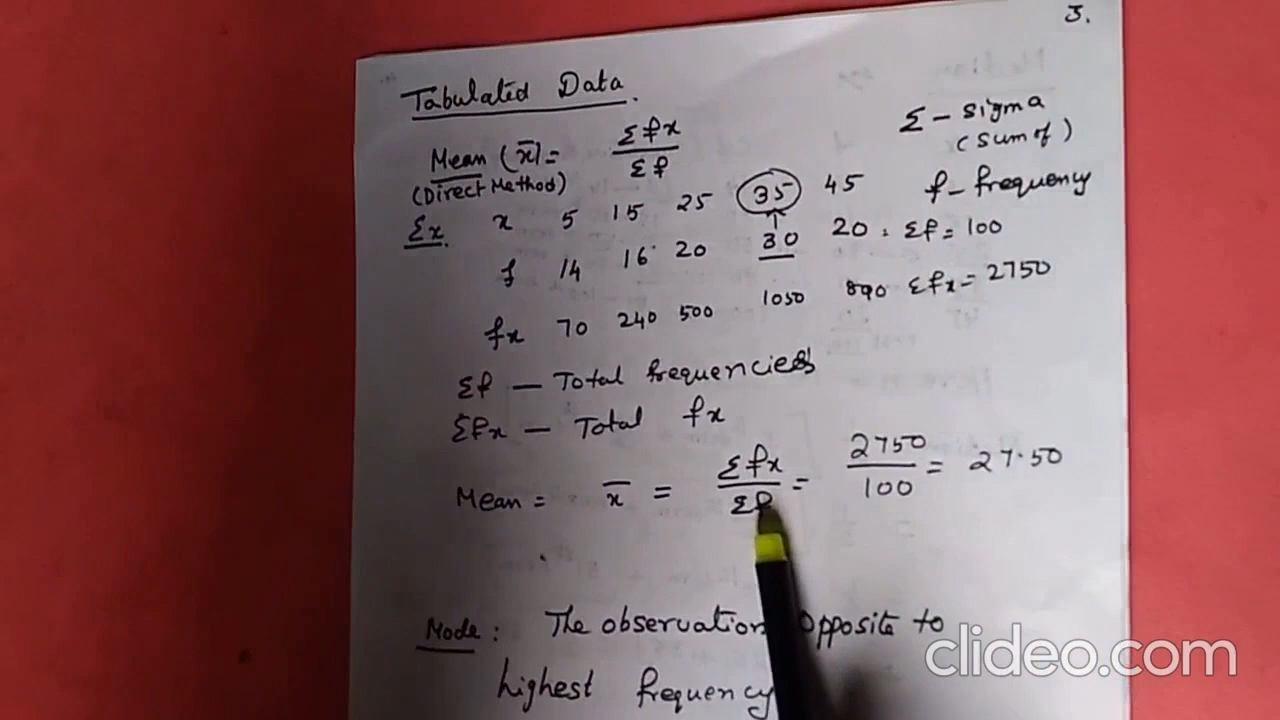 3.
Tabulated Data.
Mean (x̄) = Σfx / Σf
Σ - sigma
(sum of)
(Direct Method)
f - frequency
Ex. x 5 15 25 35 45
f 14 16 20 30 20 : Σf = 100
fx 70 240 500 1050 Σfx = 2750
Σf — Total frequencies
Σfx — Total fx
Mean = x̄ = Σfx / Σf = 2750 / 100 = 27.50
Mode : The observation opposite to
highest frequency
clideo.com